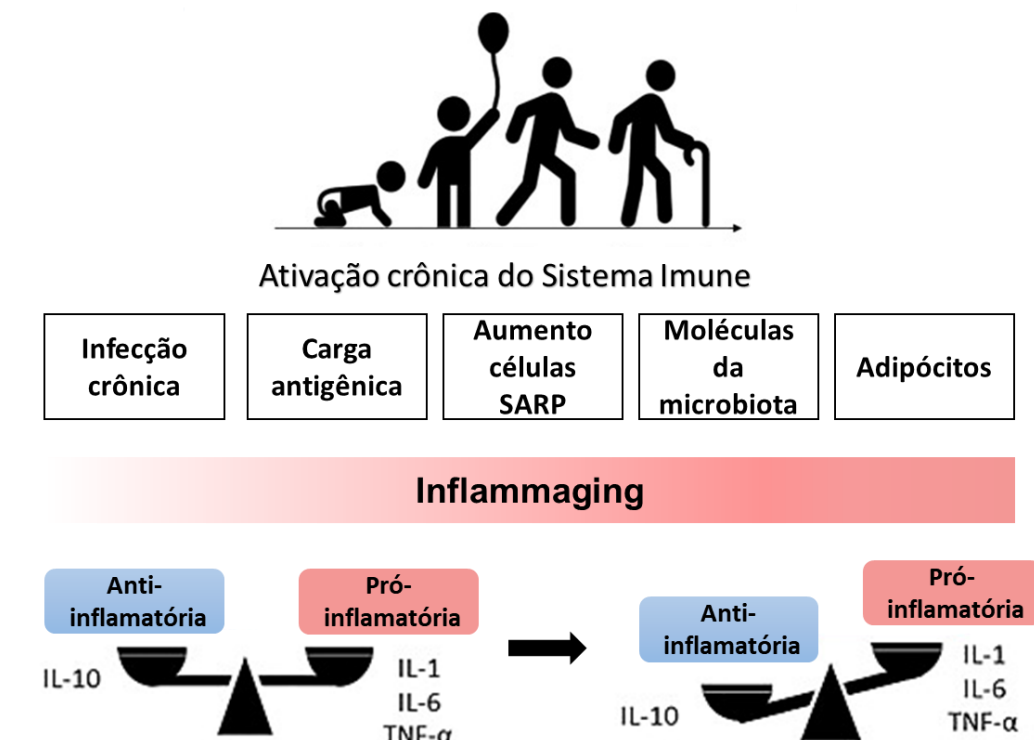 Ativação crônica do Sistema Imune
Infecção
crônica
Carga
antigênica
Aumento
células
SARP
Moléculas
da
microbiota
Adipócitos
Inflammaging
Anti-
inflamatória
Pró-
inflamatória
IL-10
IL-1
IL-6
TNF-α
Anti-
inflamatória
Pró-
inflamatória
IL-10
IL-1
IL-6
TNF-α